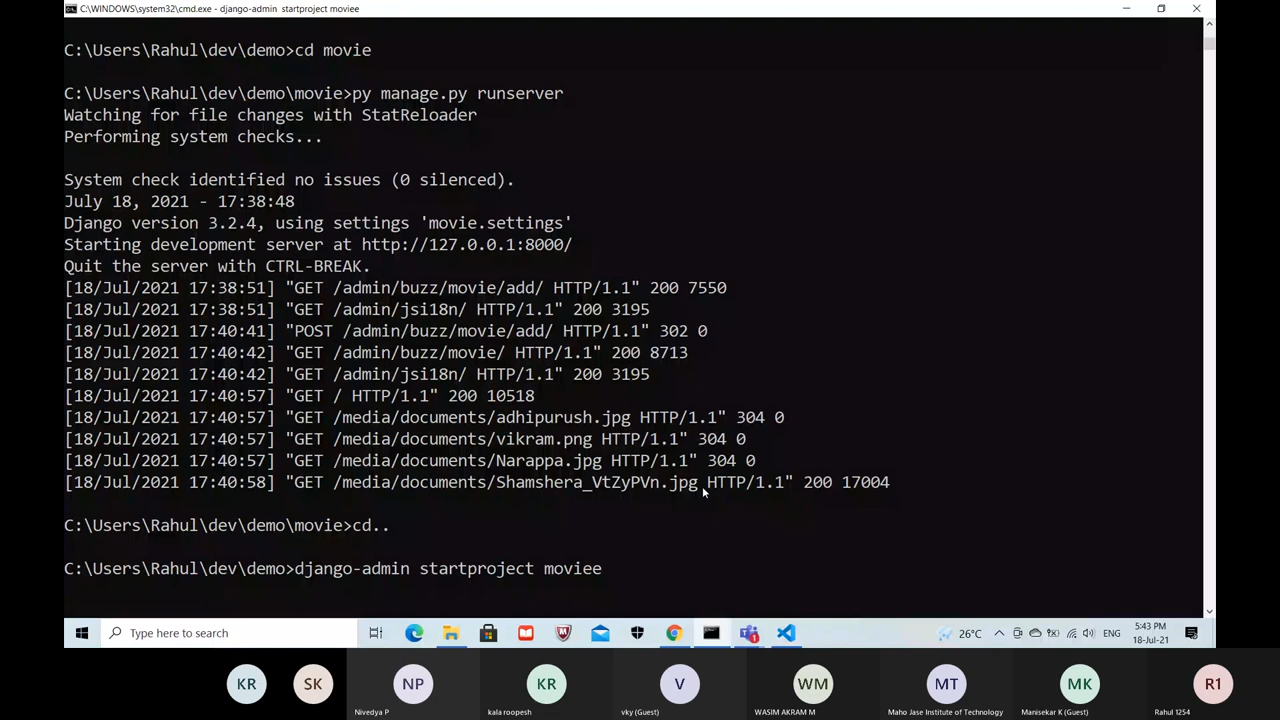 C:\WINDOWS\system32\cmd.exe - django-admin startproject moviee
C:\Users\Rahul\dev\demo>cd movie
C:\Users\Rahul\dev\demo\movie>py manage.py runserver
Watching for file changes with StatReloader
Performing system checks...
System check identified no issues (0 silenced).
July 18, 2021 - 17:38:48
Django version 3.2.4, using settings 'movie.settings'
Starting development server at http://127.0.0.1:8000/
Quit the server with CTRL-BREAK.
[18/Jul/2021 17:38:51] "GET /admin/buzz/movie/add/ HTTP/1.1" 200 7550
[18/Jul/2021 17:38:51] "GET /admin/jsi18n/ HTTP/1.1" 200 3195
[18/Jul/2021 17:40:41] "POST /admin/buzz/movie/add/ HTTP/1.1" 302 0
[18/Jul/2021 17:40:42] "GET /admin/buzz/movie/ HTTP/1.1" 200 8713
[18/Jul/2021 17:40:42] "GET /admin/jsi18n/ HTTP/1.1" 200 3195
[18/Jul/2021 17:40:57] "GET / HTTP/1.1" 200 10518
[18/Jul/2021 17:40:57] "GET /media/documents/adhipurush.jpg HTTP/1.1" 304 0
[18/Jul/2021 17:40:57] "GET /media/documents/vikram.png HTTP/1.1" 304 0
[18/Jul/2021 17:40:57] "GET /media/documents/Narappa.jpg HTTP/1.1" 304 0
[18/Jul/2021 17:40:58] "GET /media/documents/Shamshera_VtZyPVn.jpg HTTP/1.1" 200 17004
C:\Users\Rahul\dev\demo\movie>cd..
C:\Users\Rahul\dev\demo>django-admin startproject moviee
Type here to search
26°C
ENG
5:43 PM
18-Jul-21
KR
SK
NP
KR
V
WM
MT
MK
R1
Nivedya P
kala roopesh
vky (Guest)
WASIM AKRAM M
Maho Jase Institute of Technology
Manisekar K (Guest)
Rahul 1254